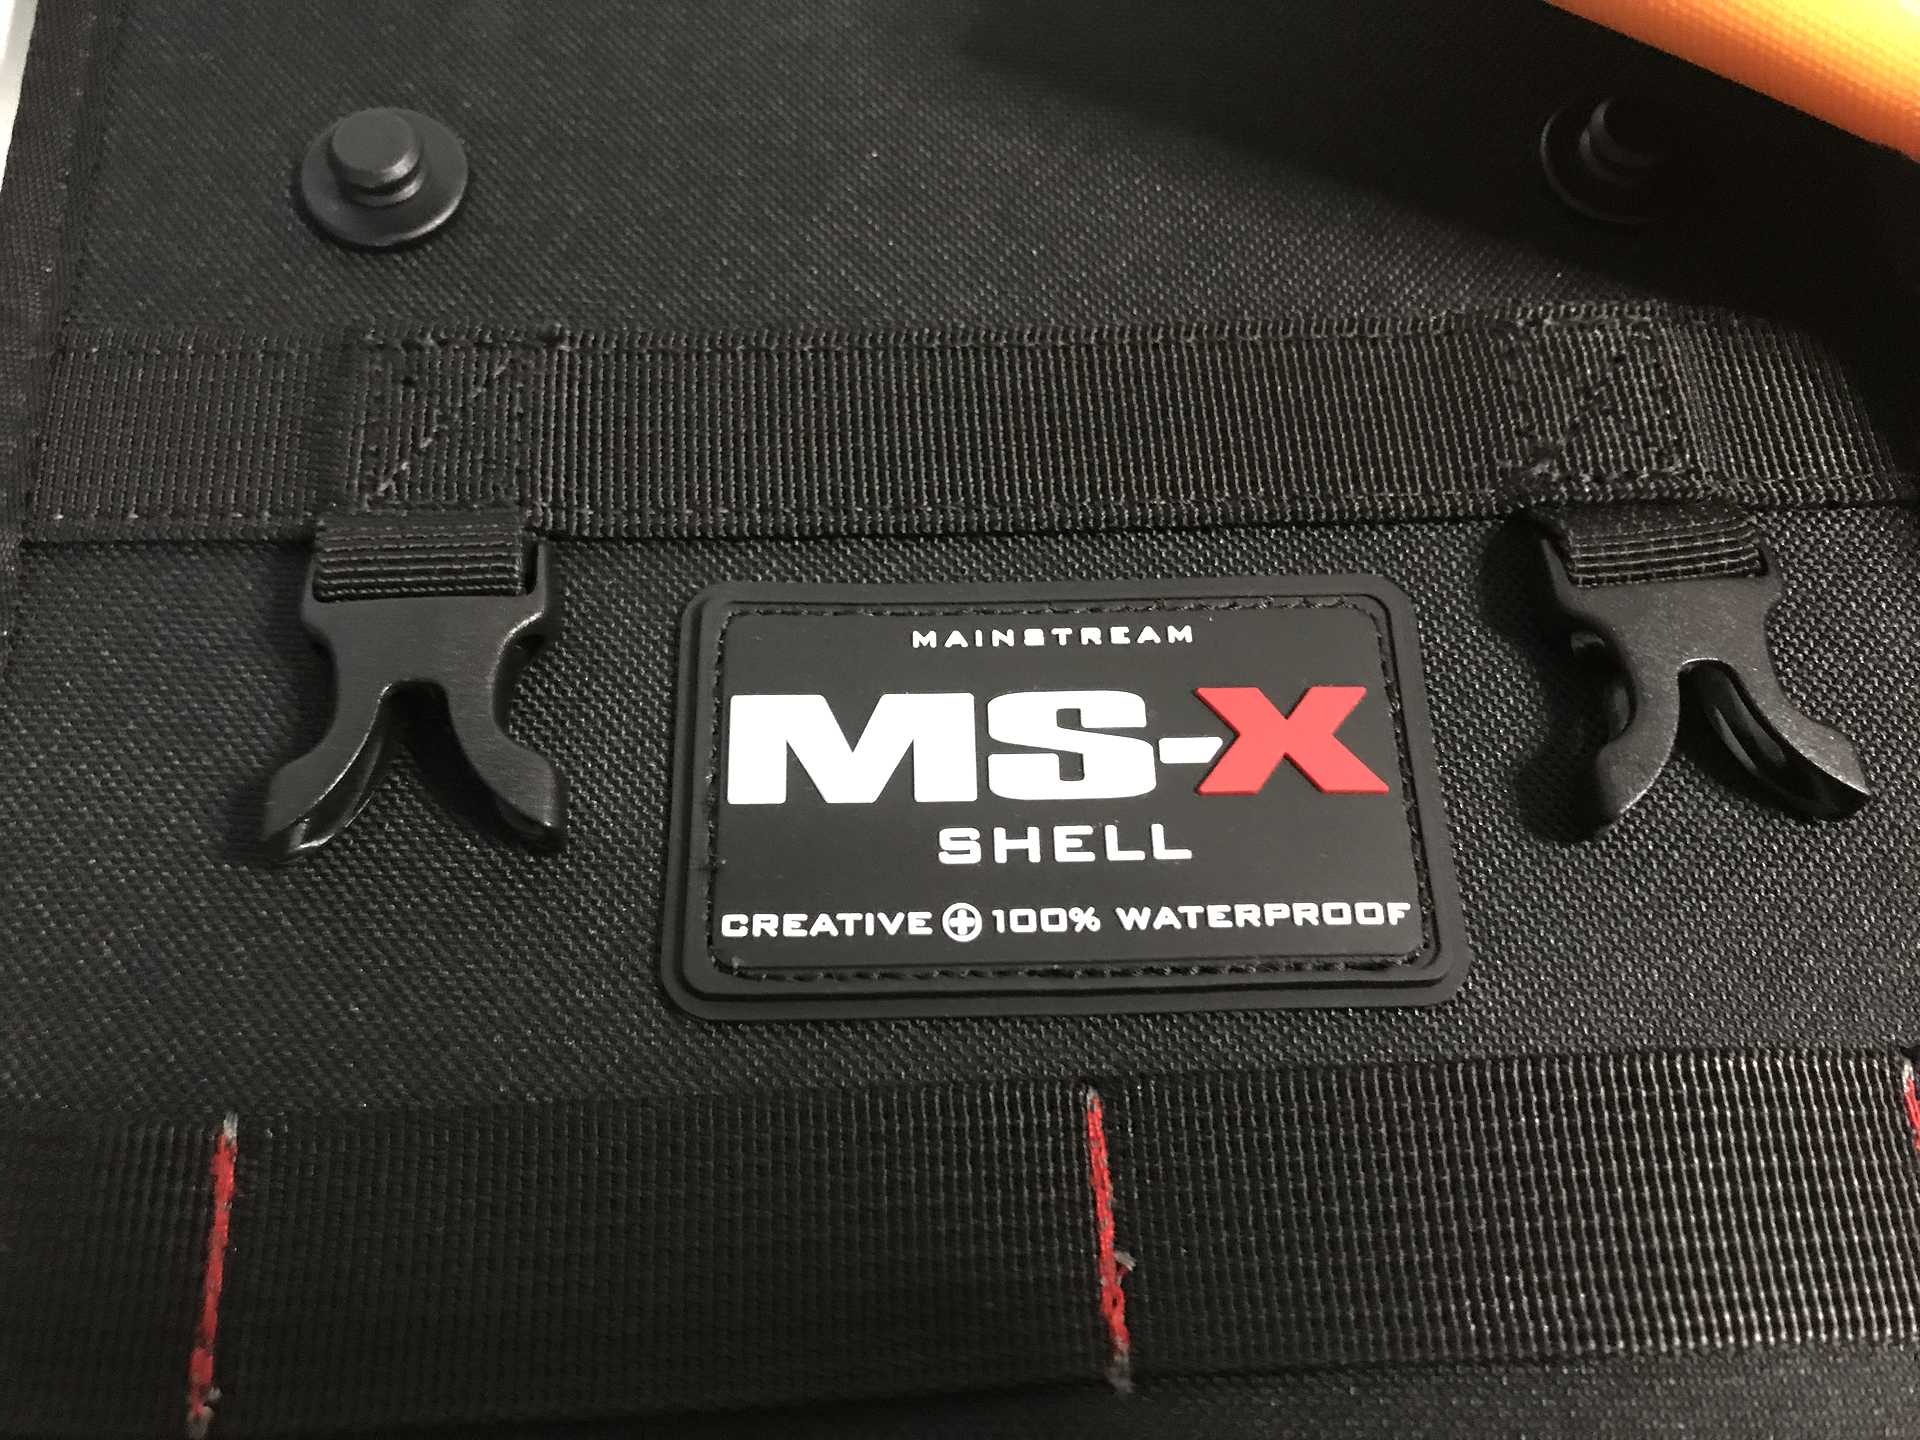 MAINSTREAM
MS-X
SHELL
CREATIVE⊕100% WATERPROOF